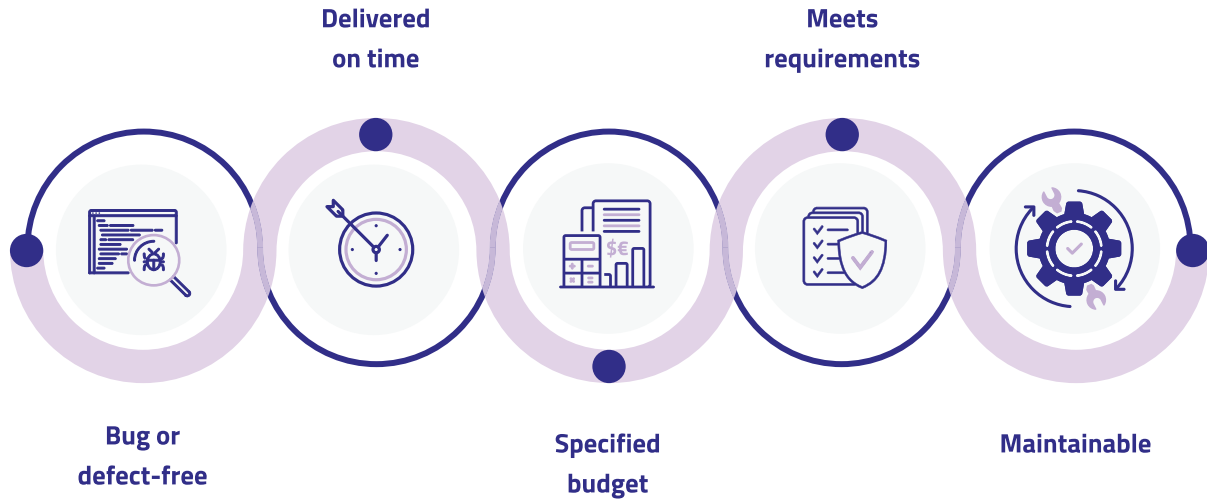 Bug or
defect-free
Delivered
on time
$€
Specified
budget
Meets
requirements
Maintainable